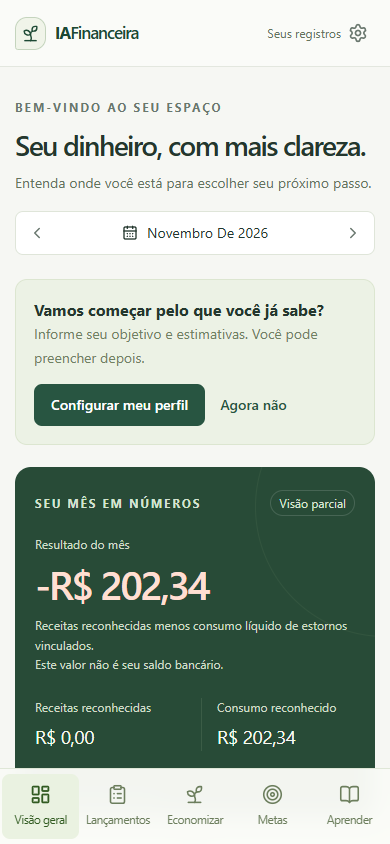 IAFinanceira
Seus registros
BEM-VINDO AO SEU ESPAÇO
Seu dinheiro, com mais clareza.
Entenda onde você está para escolher seu próximo passo.
Novembro De 2026
Vamos começar pelo que você já sabe?
Informe seu objetivo e estimativas. Você pode
preencher depois.
Configurar meu perfil
Agora não
SEU MÊS EM NÚMEROS
Visão parcial
Resultado do mês
-R$ 202,34
Receitas reconhecidas menos consumo líquido de estornos
vinculados.
Este valor não é seu saldo bancário.
Receitas reconhecidas
Consumo reconhecido
R$ 0,00
R$ 202,34
Visão geral
Lançamentos
Economizar
Metas
Aprender